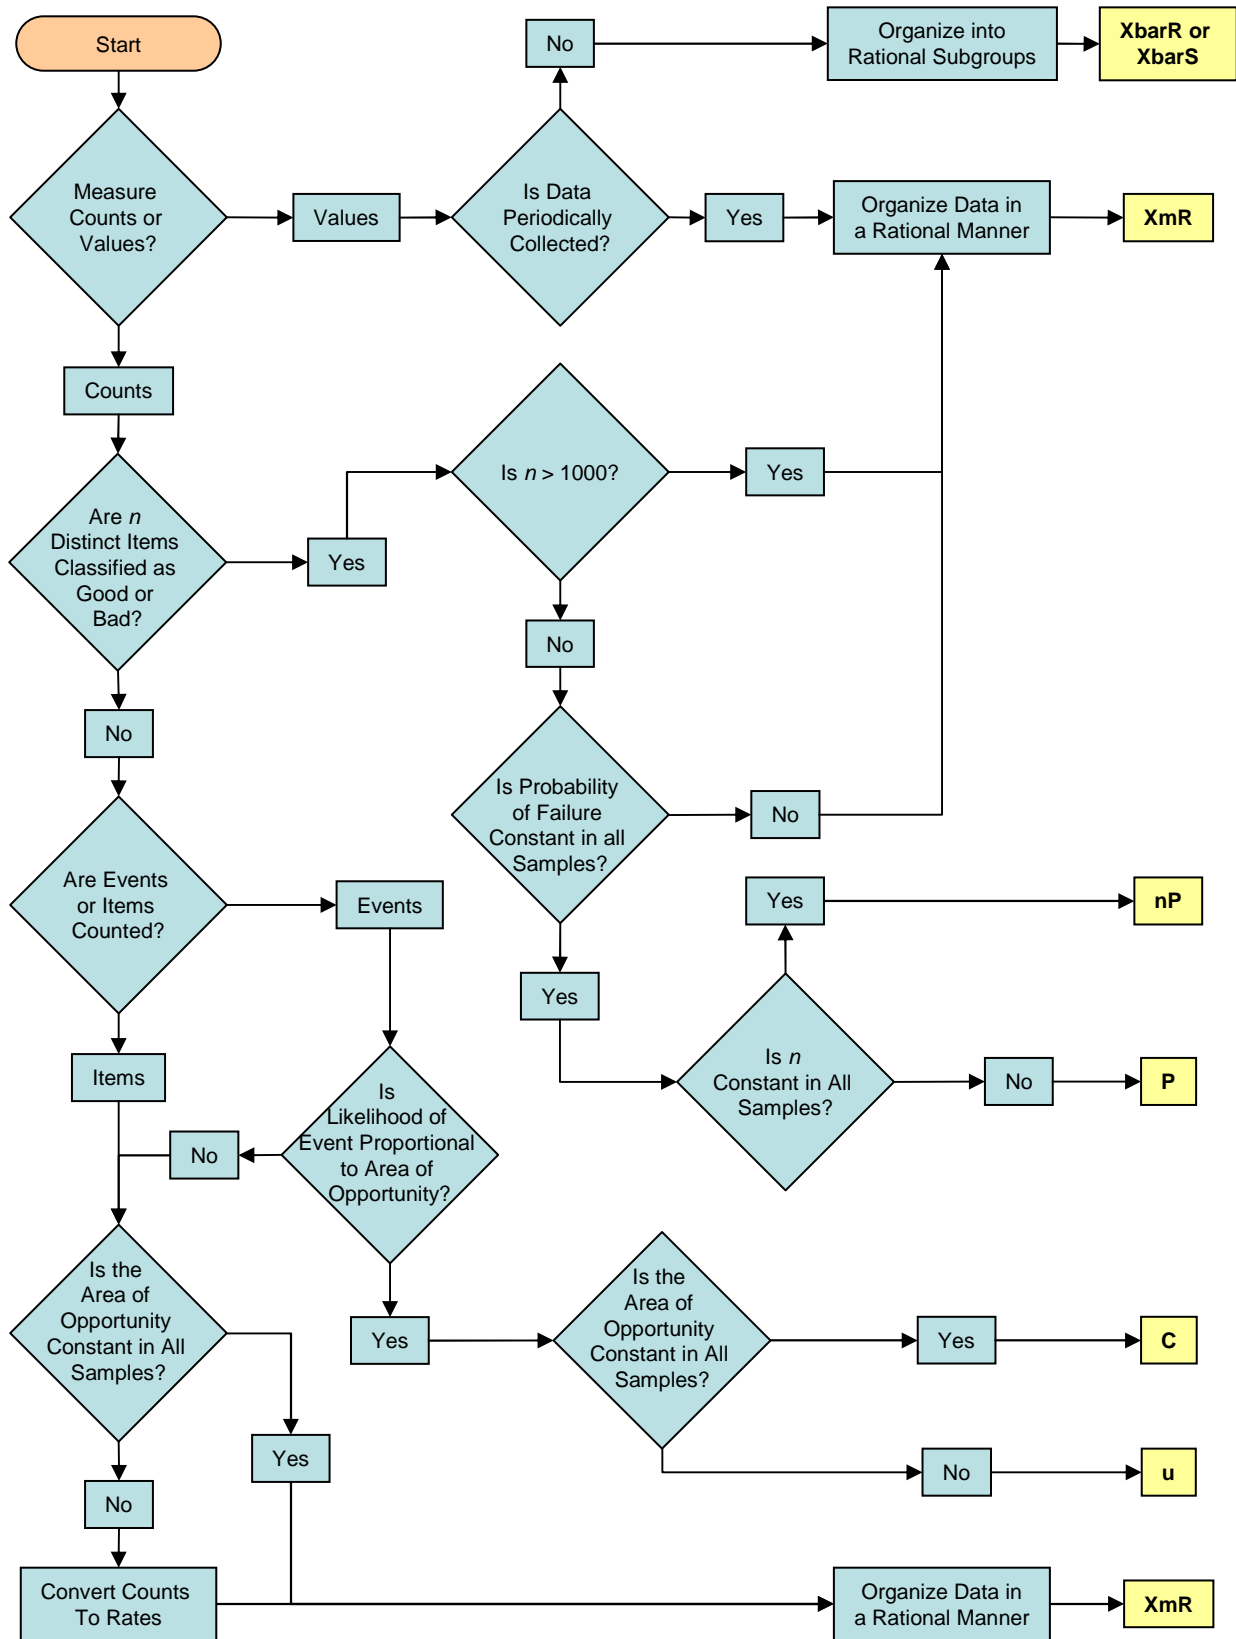 Start
No
Organize into
Rational Subgroups
XbarR or
XbarS
Measure
Counts or
Values?
Values
Is Data
Periodically
Collected?
Yes
Organize Data in
a Rational Manner
XmR
Counts
Are n
Distinct Items
Classified as
Good or
Bad?
Yes
Is n > 1000?
Yes
No
No
Is Probability
of Failure
Constant in all
Samples?
No
Are Events
or Items
Counted?
Events
Yes
nP
Yes
Is n
Constant in All
Samples?
No
P
Items
Is
Likelihood of
Event Proportional
to Area of
Opportunity?
No
Is the
Area of
Opportunity
Constant in All
Samples?
Yes
Is the
Area of
Opportunity
Constant in All
Samples?
Yes
C
Yes
No
u
No
Convert Counts
To Rates
Organize Data in
a Rational Manner
XmR